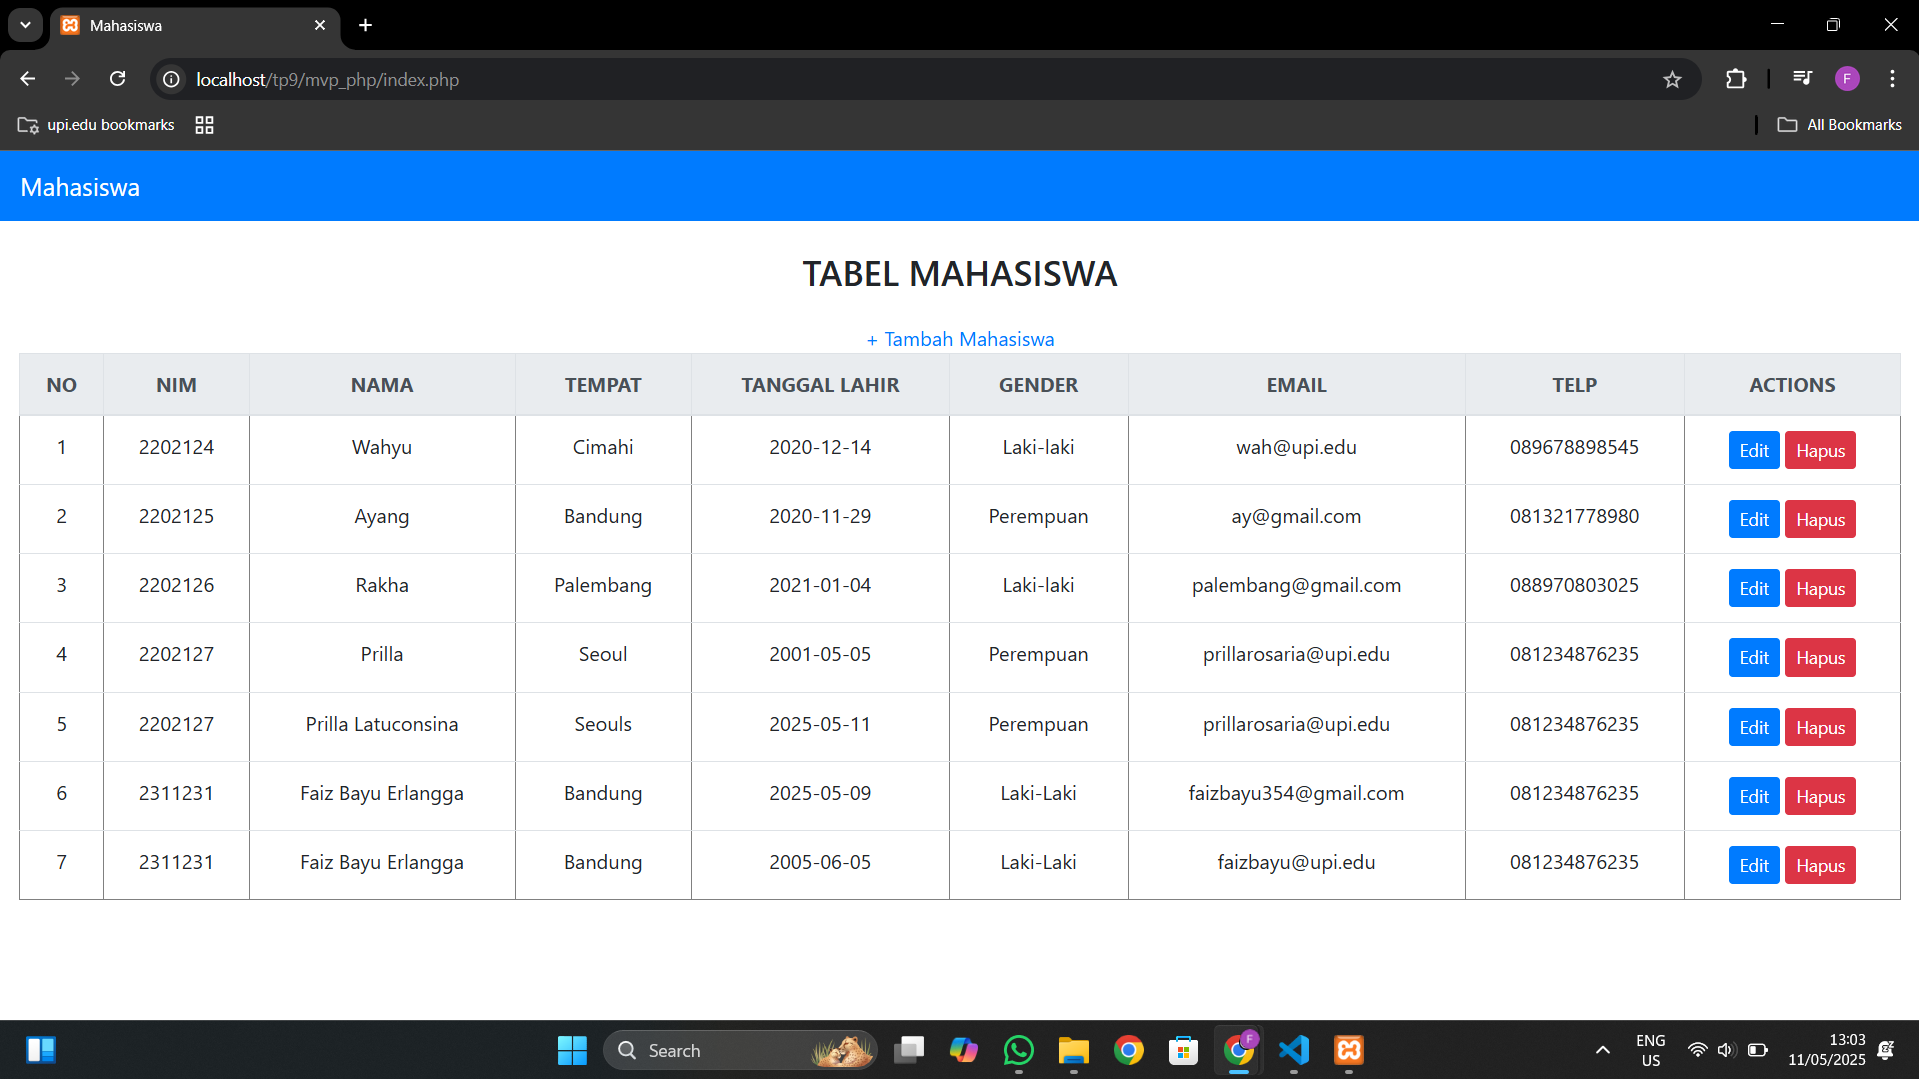 Mahasiswa
localhost/tp9/mvp_php/index.php
F
upi.edu bookmarks
All Bookmarks
Mahasiswa
TABEL MAHASISWA
+ Tambah Mahasiswa
NO NIM NAMA TEMPAT TANGGAL LAHIR GENDER EMAIL TELP ACTIONS
1 2202124 Wahyu Cimahi 2020-12-14 Laki-laki wah@upi.edu 089678898545 Edit Hapus
2 2202125 Ayang Bandung 2020-11-29 Perempuan ay@gmail.com 081321778980 Edit Hapus
3 2202126 Rakha Palembang 2021-01-04 Laki-laki palembang@gmail.com 088970803025 Edit Hapus
4 2202127 Prilla Seoul 2001-05-05 Perempuan prillarosaria@upi.edu 081234876235 Edit Hapus
5 2202127 Prilla Latuconsina Seouls 2025-05-11 Perempuan prillarosaria@upi.edu 081234876235 Edit Hapus
6 2311231 Faiz Bayu Erlangga Bandung 2025-05-09 Laki-Laki faizbayu354@gmail.com 081234876235 Edit Hapus
7 2311231 Faiz Bayu Erlangga Bandung 2005-06-05 Laki-Laki faizbayu@upi.edu 081234876235 Edit Hapus
Search
F
ENG
US
13:03
11/05/2025